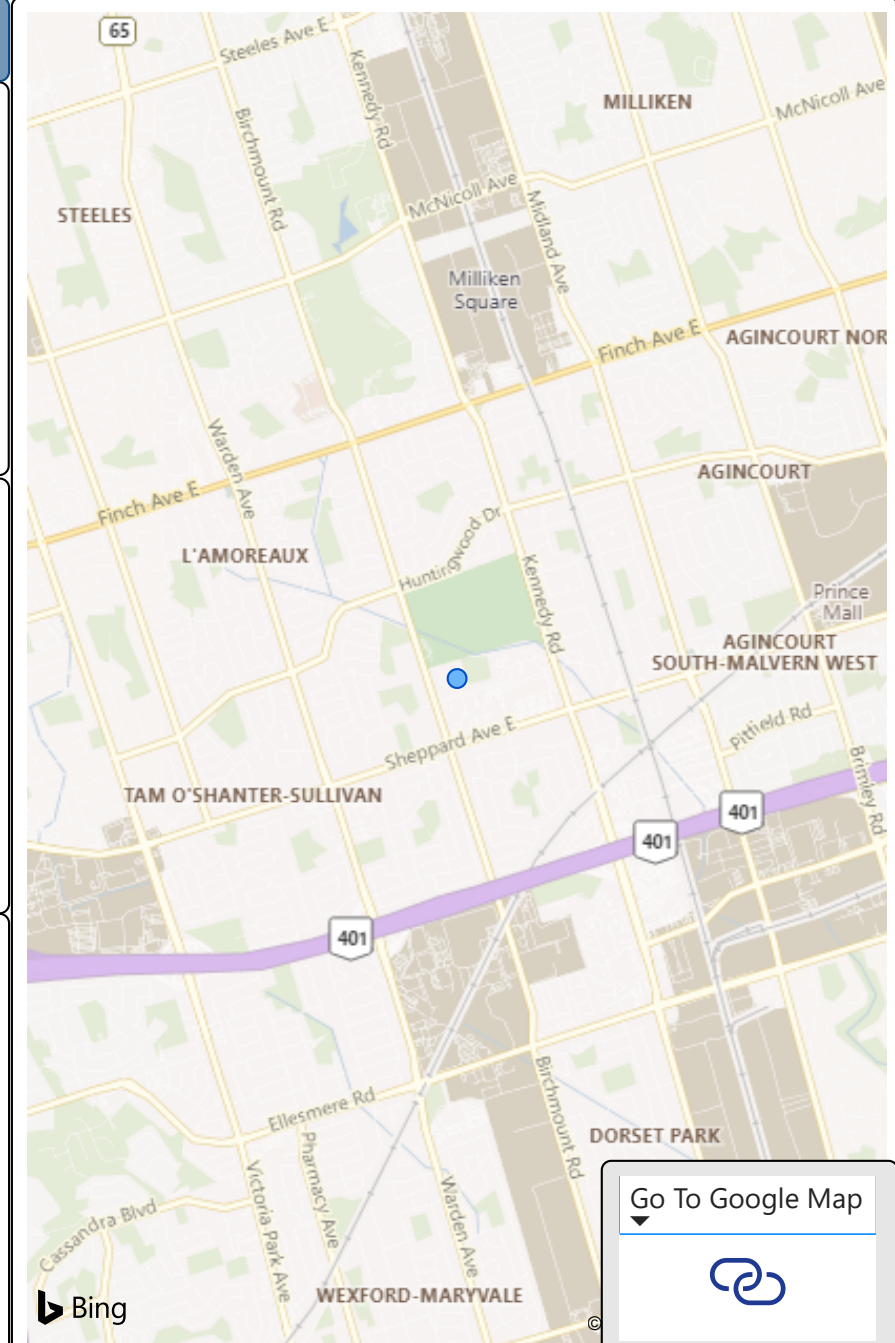 65
Steeles Ave E
Kennedy Rd
MILLIKEN
McNicoll Ave
Birchmount Rd
STEELES
McNicoll Ave
Midland Ave
Milliken
Square
Finch Ave E
AGINCOURT NOR
Warden Ave
AGINCOURT
Finch Ave E
Huntingwood Dr
L'AMOREAUX
Kennedy Rd
Prince
Mall
AGINCOURT
SOUTH-MALVERN WEST
Pitfield Rd
Sheppard Ave E
Brimley Rd
TAM O'SHANTER-SULLIVAN
401
401
401
Ellesmere Rd
Birchmount Rd
DORSET PARK
Pharmacy Ave
Victoria Park Ave
Warden Ave
Cassandra Blvd
Go To Google Map
WEXFORD-MARYVALE
Bing
©